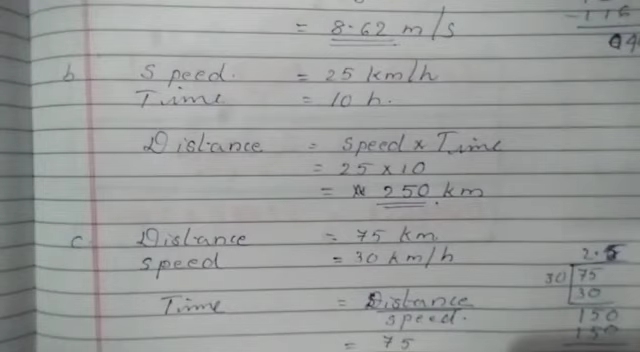 = 8.62 m/s
-116
b Speed. = 25 km/h
Time = 10 h.
Distance = Speed x Time
= 25 x 10
= 250 km
c Distance = 75 km
Speed = 30 km/h
2.5
30 75
30
Time = Distance
speed.
150
= 75
150